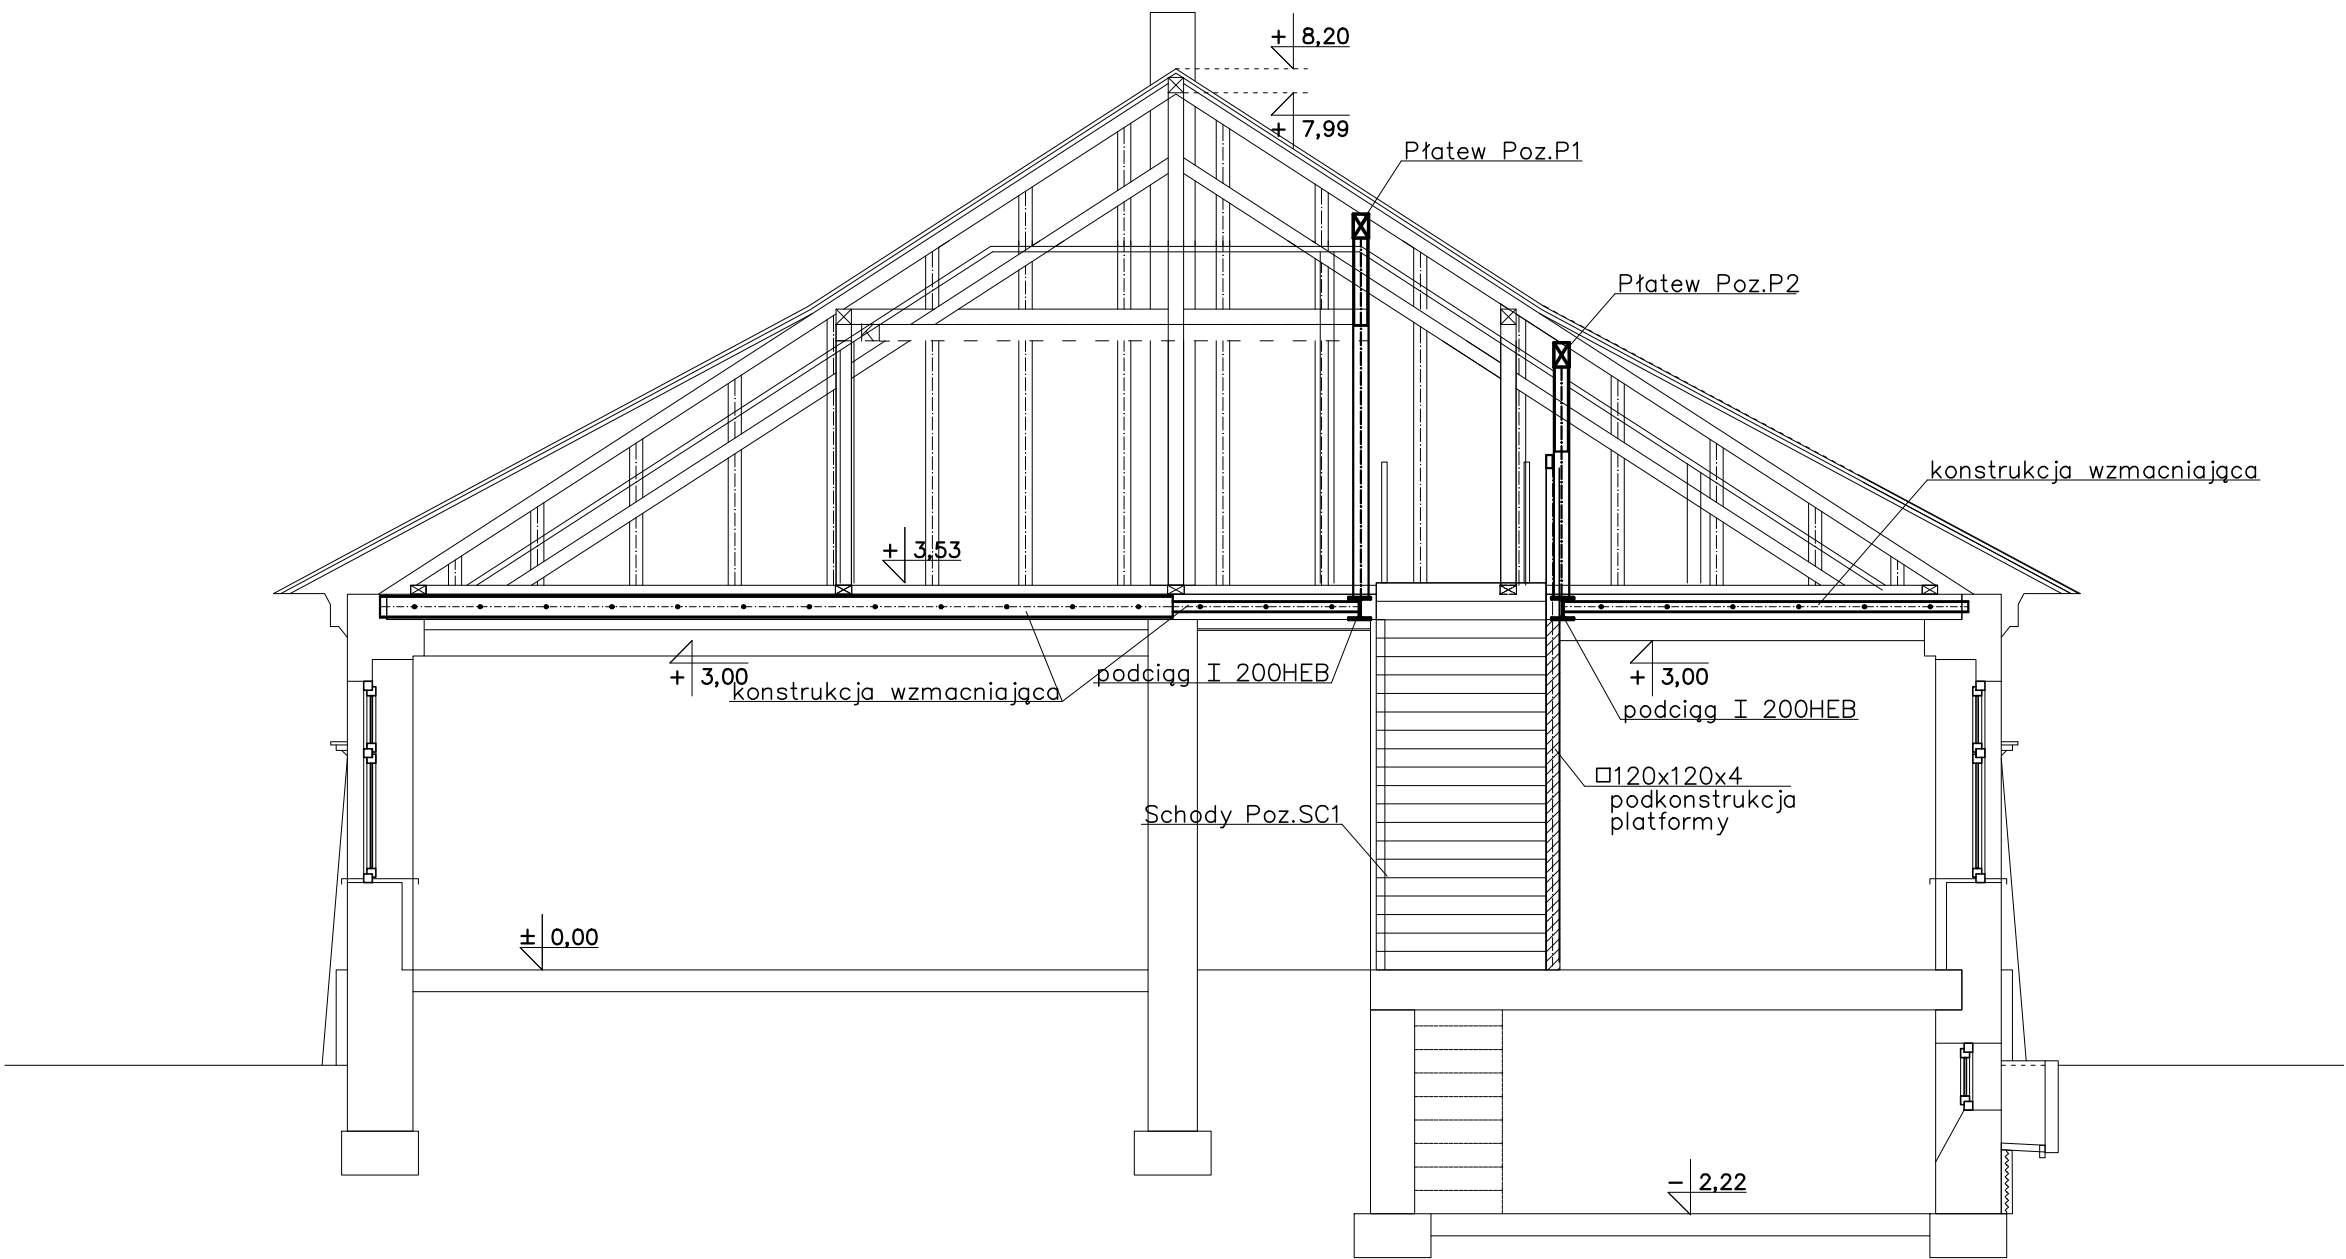 + 8,20
+ 7,99
Płatew Poz.P1
Płatew Poz.P2
konstrukcja wzmacniająca
+ 3,53
+ 3,00
konstrukcja wzmacniająca
podciąg I 200HEB
+ 3,00
podciąg I 200HEB
□120x120x4
podkonstrukcja
platformy
Schody Poz.SC1
± 0,00
- 2,22